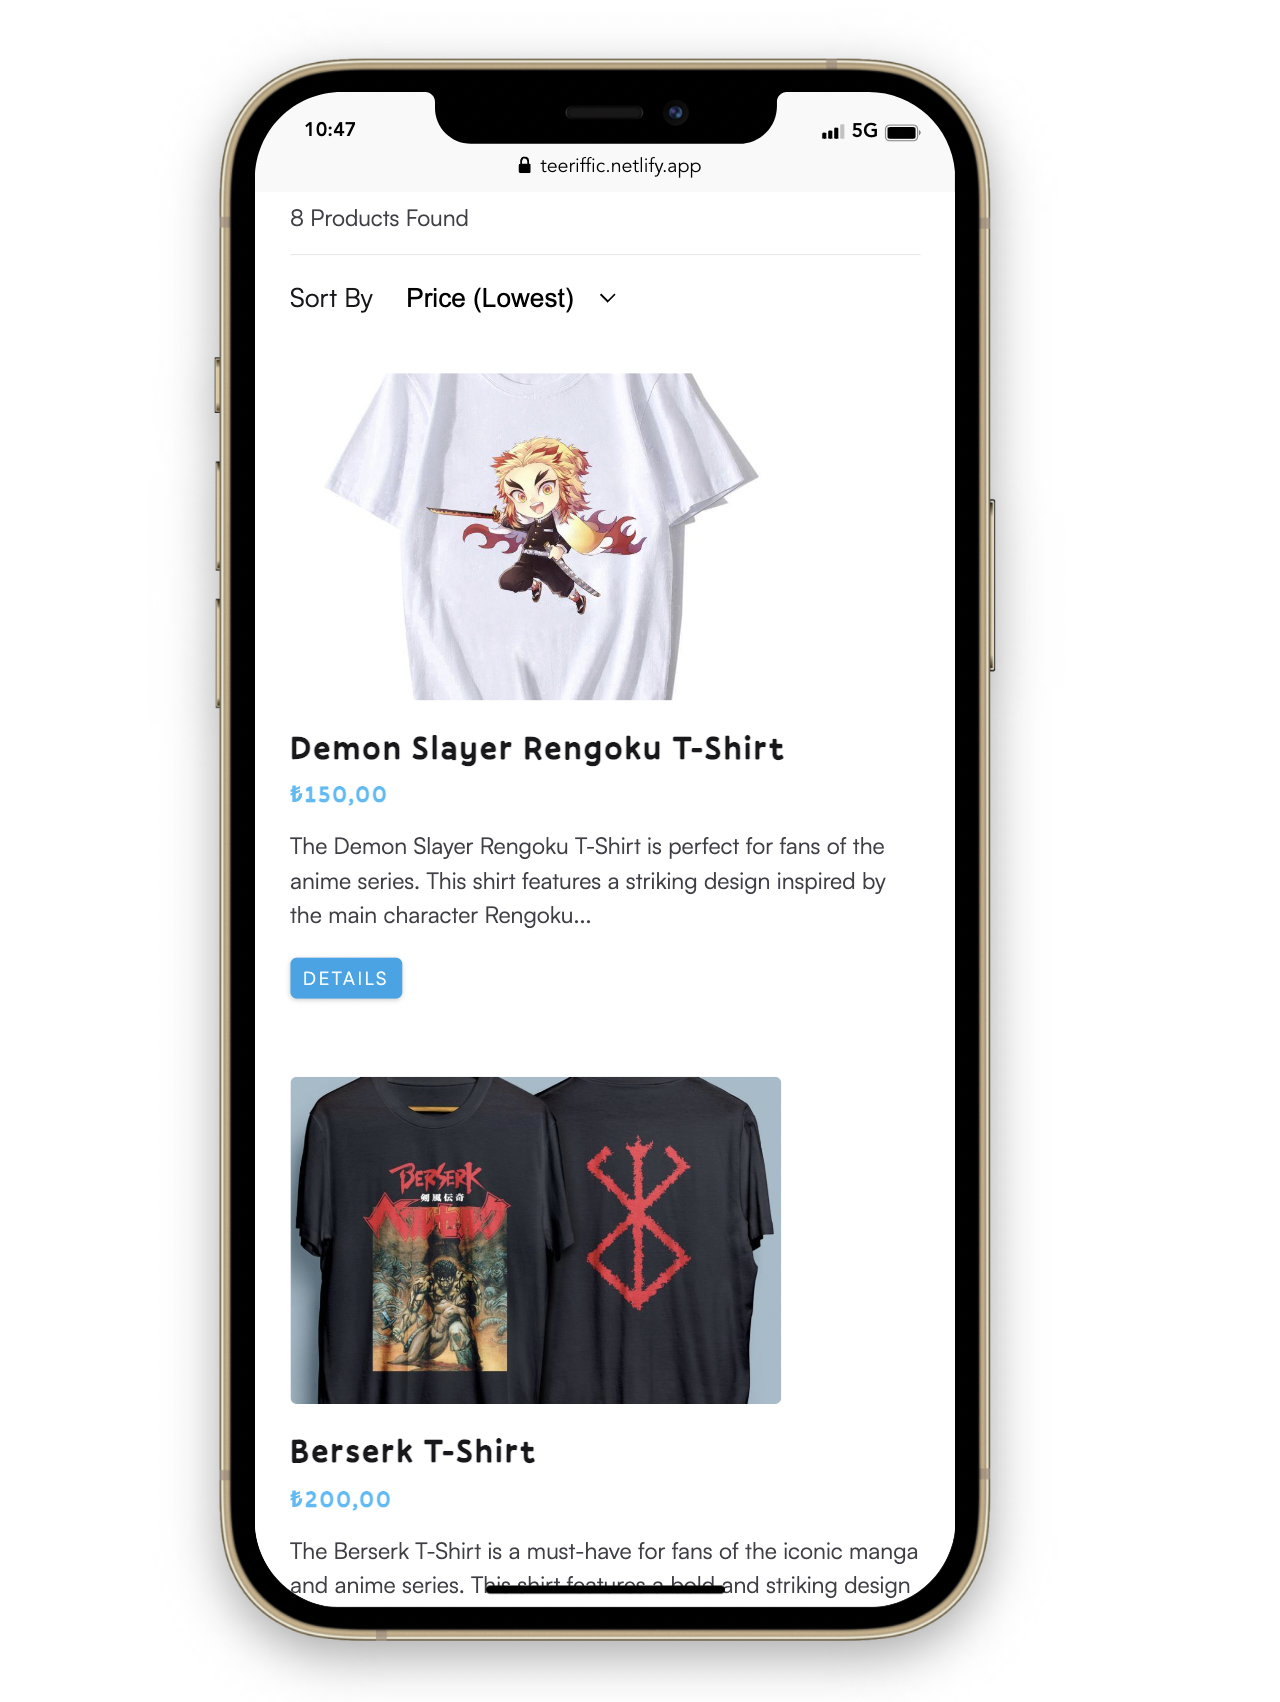 10:47
5G
teeriffic.netlify.app
8 Products Found
Sort By Price (Lowest)
Demon Slayer Rengoku T-Shirt
₺150,00
The Demon Slayer Rengoku T-Shirt is perfect for fans of the
anime series. This shirt features a striking design inspired by
the main character Rengoku...
DETAILS
BERSERK
剣風伝奇
ベルセルク
Berserk T-Shirt
₺200,00
The Berserk T-Shirt is a must-have for fans of the iconic manga
and anime series. This shirt features a bold and striking design